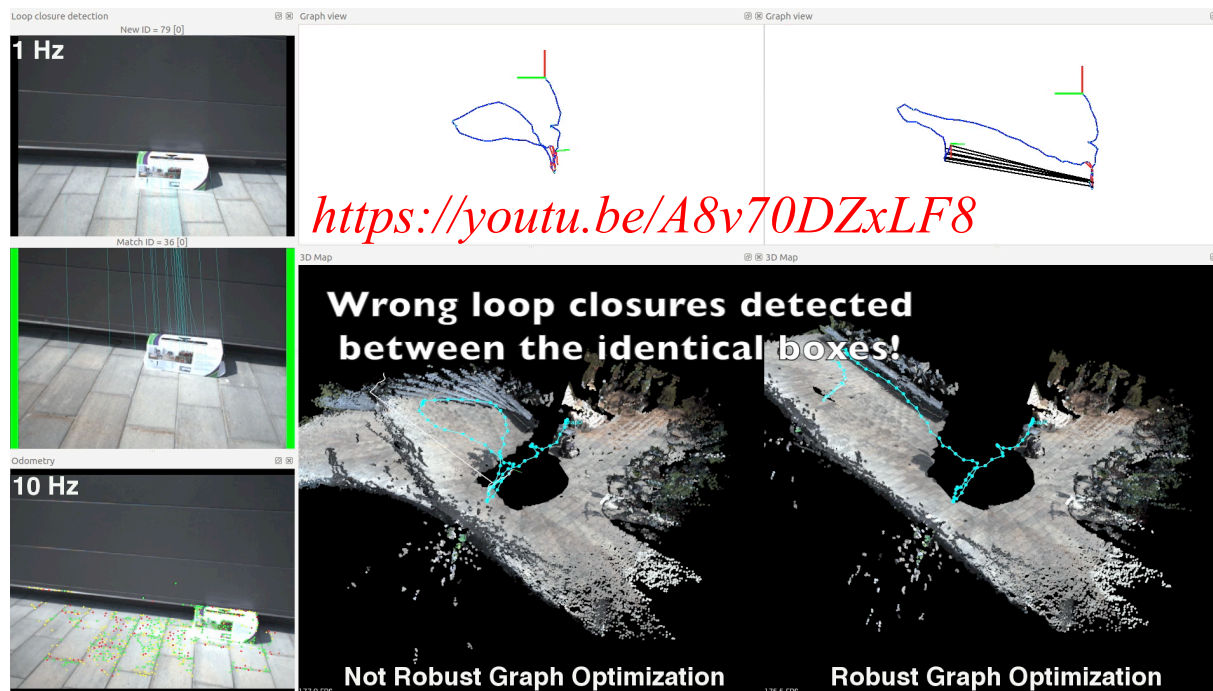 Loop closure detection
New ID = 79 [0]
1 Hz
Match ID = 36 [0]
Odometry
10 Hz
Graph view
Graph view
https://youtu.be/A8v70DZxLF8
3D Map
3D Map
Wrong loop closures detected
between the identical boxes!
Not Robust Graph Optimization
Robust Graph Optimization